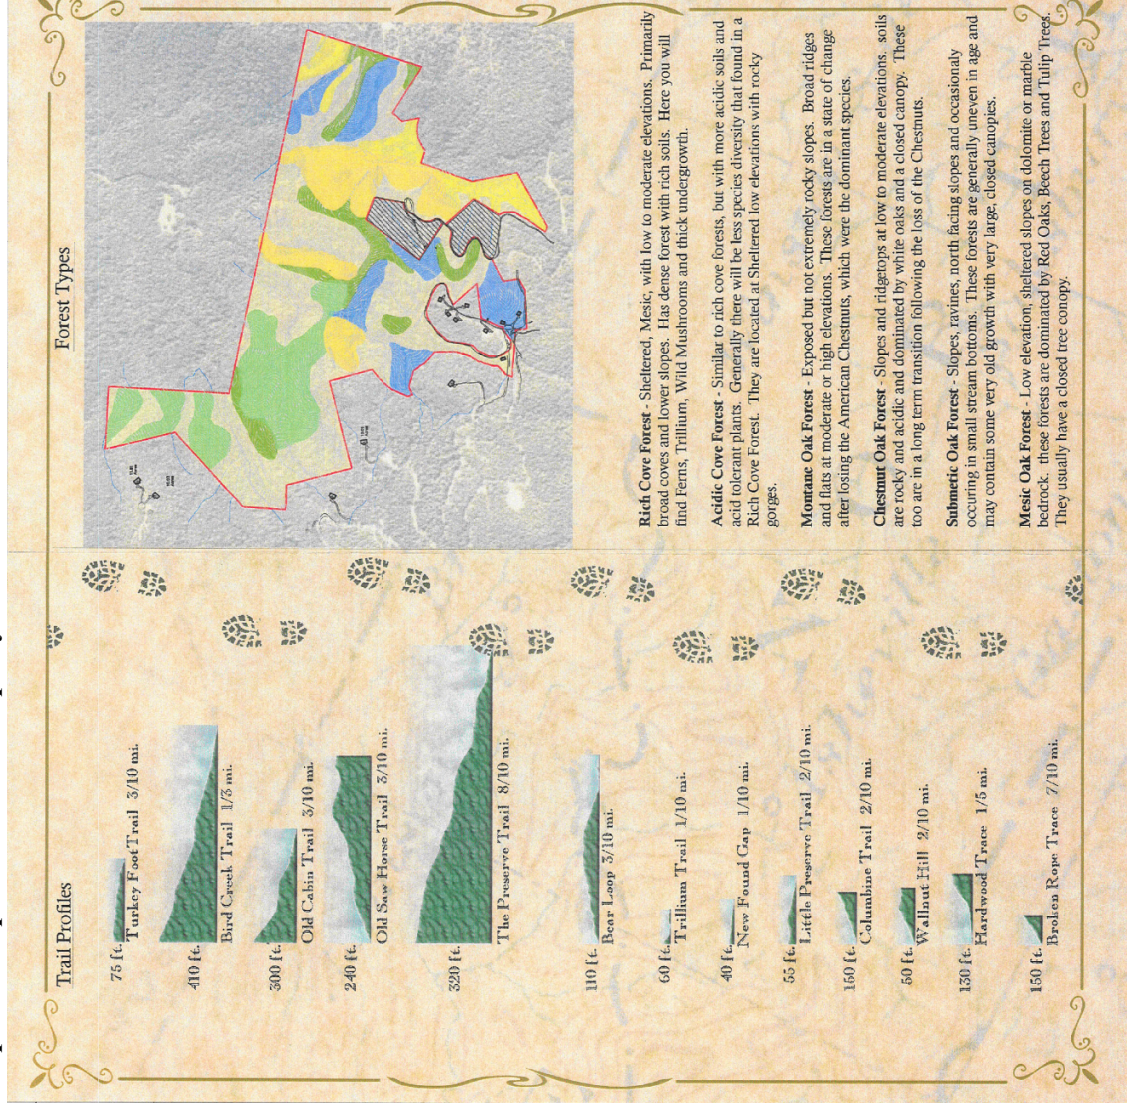 Trail Profiles
75 ft.
Turkey Foot Trail 3/10 mi.
410 ft.
Bird Creek Trail 1/3 mi.
300 ft.
Old Cabin Trail 3/10 mi.
240 ft.
Old Saw Horse Trail 3/10 mi.
320 ft.
The Preserve Trail 8/10 mi.
110 ft.
Bear Loop 3/10 mi.
60 ft.
Trillium Trail 1/10 mi.
40 ft.
New Found Gap 1/10 mi.
55 ft.
Little Preserve Trail 2/10 mi.
150 ft.
Columbine Trail 2/10 mi.
50 ft.
Wallnut Hill 2/10 mi.
130 ft.
Hardwood Trace 1/5 mi.
150 ft.
Broken Rope Trace 7/10 mi.
Forest Types
Rich Cove Forest - Sheltered, Mesic, with low to moderate elevations. Primarily
broad coves and lower slopes. Has dense forest with rich soils. Here you will
find Ferns, Trillium, Wild Mushrooms and thick undergrowth.
Acidic Cove Forest - Similar to rich cove forests, but with more acidic soils and
acid tolerant plants. Generally there will be less species diversity that found in a
Rich Cove Forest. They are located at Sheltered low elevations with rocky
gorges.
Montane Oak Forest - Exposed but not extremely rocky slopes. Broad ridges
and flats at moderate or high elevations. These forests are in a state of change
after losing the American Chestnuts, which were the dominant species.
Chestnut Oak Forest - Slopes and ridgetops at low to moderate elevations. soils
are rocky and acidic and dominated by white oaks and a closed canopy. These
too are in a long term transition following the loss of the Chestnuts.
Submetic Oak Forest - Slopes, ravines, north facing slopes and occasionaly
occuring in small stream bottoms. These forests are generally uneven in age and
may contain some very old growth with very large, closed canopies.
Mesic Oak Forest - Low elevation, sheltered slopes on dolomite or marble
bedrock. these forests are dominated by Red Oaks, Beech Trees and Tulip Trees.
They usually have a closed tree canopy.